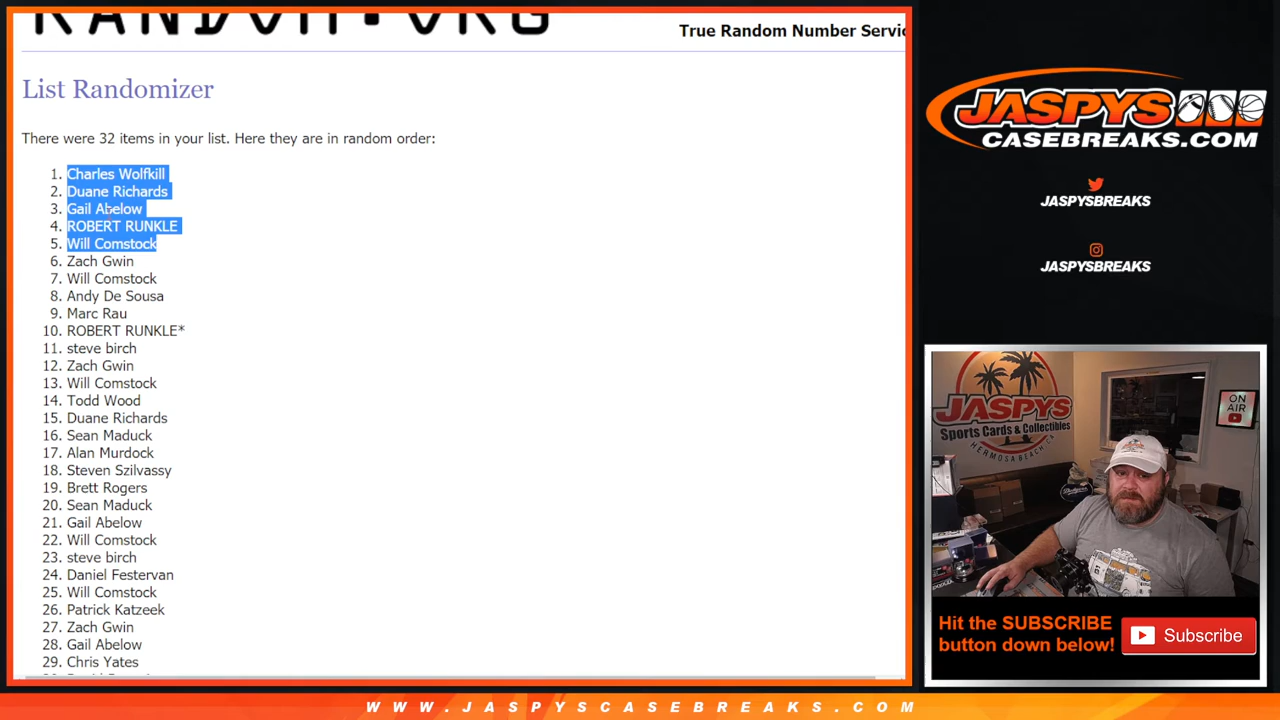 RANDOM.ORG
True Random Number Servic
List Randomizer
There were 32 items in your list. Here they are in random order:
1. Charles Wolfkill
2. Duane Richards
3. Gail Abelow
4. ROBERT RUNKLE
5. Will Comstock
6. Zach Gwin
7. Will Comstock
8. Andy De Sousa
9. Marc Rau
10. ROBERT RUNKLE*
11. steve birch
12. Zach Gwin
13. Will Comstock
14. Todd Wood
15. Duane Richards
16. Sean Maduck
17. Alan Murdock
18. Steven Szilvassy
19. Brett Rogers
20. Sean Maduck
21. Gail Abelow
22. Will Comstock
23. steve birch
24. Daniel Festervan
25. Will Comstock
26. Patrick Katzeek
27. Zach Gwin
28. Gail Abelow
29. Chris Yates
JASPYS
CASEBREAKS.COM
JASPYSBREAKS
JASPYSBREAKS
JASPYS
Sports Cards & Collectibles
HERMOSA BEACH, CA
ON
AIR
Hit the SUBSCRIBE
button down below!
Subscribe
WWW.JASPYSCASEBREAKS.COM